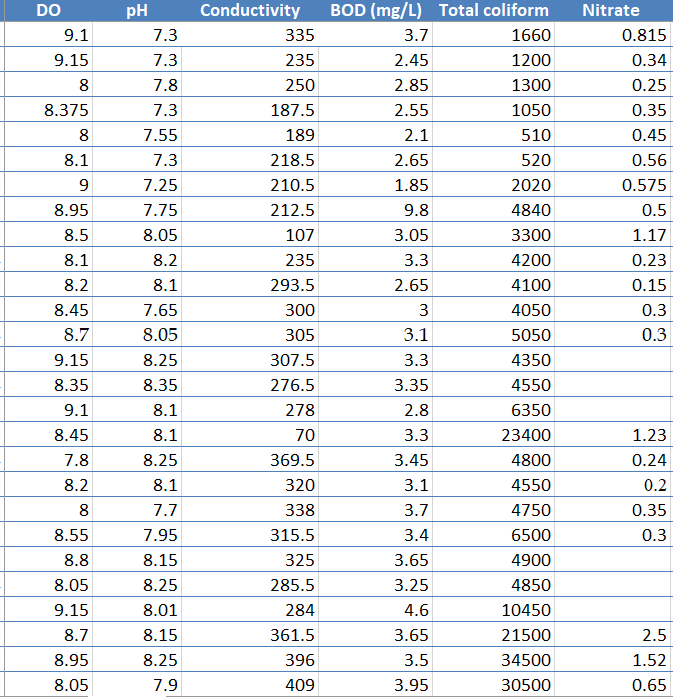 DO pH Conductivity BOD (mg/L) Total coliform Nitrate
9.1 7.3 335 3.7 1660 0.815
9.15 7.3 235 2.45 1200 0.34
8 7.8 250 2.85 1300 0.25
8.375 7.3 187.5 2.55 1050 0.35
8 7.55 189 2.1 510 0.45
8.1 7.3 218.5 2.65 520 0.56
9 7.25 210.5 1.85 2020 0.575
8.95 7.75 212.5 9.8 4840 0.5
8.5 8.05 107 3.05 3300 1.17
8.1 8.2 235 3.3 4200 0.23
8.2 8.1 293.5 2.65 4100 0.15
8.45 7.65 300 3 4050 0.3
8.7 8.05 305 3.1 5050 0.3
9.15 8.25 307.5 3.3 4350
8.35 8.35 276.5 3.35 4550
9.1 8.1 278 2.8 6350
8.45 8.1 70 3.3 23400 1.23
7.8 8.25 369.5 3.45 4800 0.24
8.2 8.1 320 3.1 4550 0.2
8 7.7 338 3.7 4750 0.35
8.55 7.95 315.5 3.4 6500 0.3
8.8 8.15 325 3.65 4900
8.05 8.25 285.5 3.25 4850
9.15 8.01 284 4.6 10450
8.7 8.15 361.5 3.65 21500 2.5
8.95 8.25 396 3.5 34500 1.52
8.05 7.9 409 3.95 30500 0.65